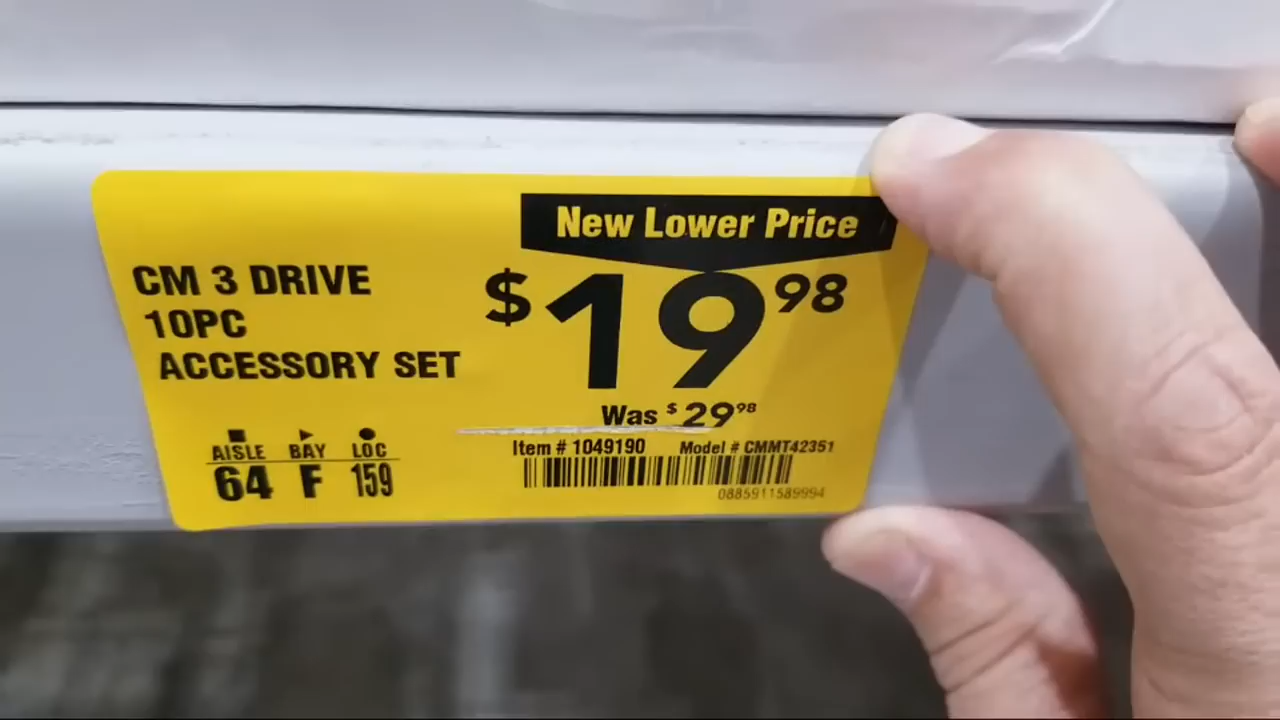 New Lower Price
CM 3 DRIVE
10PC
ACCESSORY SET
$19 98
Was $29 98
Item # 1049190 Model # CMMT42351
0885911589994
AISLE BAY LOC
64 F 159